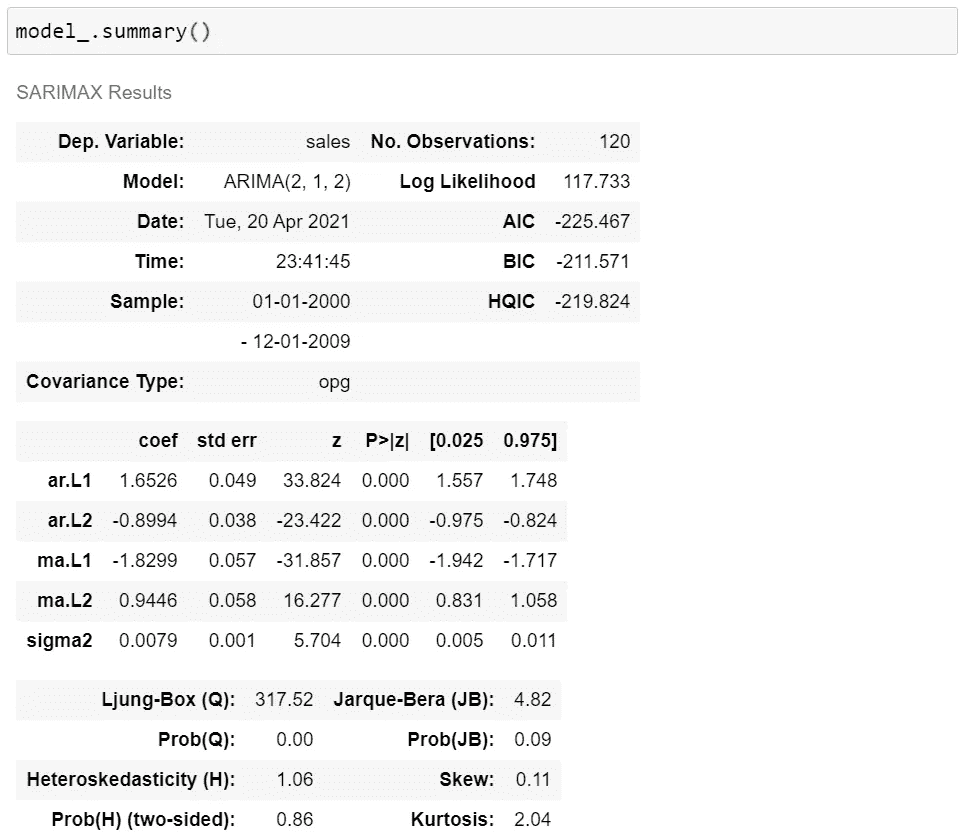 model_.summary()
SARIMAX Results
Dep. Variable: sales No. Observations: 120
Model: ARIMA(2, 1, 2) Log Likelihood 117.733
Date: Tue, 20 Apr 2021 AIC -225.467
Time: 23:41:45 BIC -211.571
Sample: 01-01-2000 HQIC -219.824
- 12-01-2009
Covariance Type: opg
coef std err z P>|z| [0.025 0.975]
ar.L1 1.6526 0.049 33.824 0.000 1.557 1.748
ar.L2 -0.8994 0.038 -23.422 0.000 -0.975 -0.824
ma.L1 -1.8299 0.057 -31.857 0.000 -1.942 -1.717
ma.L2 0.9446 0.058 16.277 0.000 0.831 1.058
sigma2 0.0079 0.001 5.704 0.000 0.005 0.011
Ljung-Box (Q): 317.52 Jarque-Bera (JB): 4.82
Prob(Q): 0.00 Prob(JB): 0.09
Heteroskedasticity (H): 1.06 Skew: 0.11
Prob(H) (two-sided): 0.86 Kurtosis: 2.04